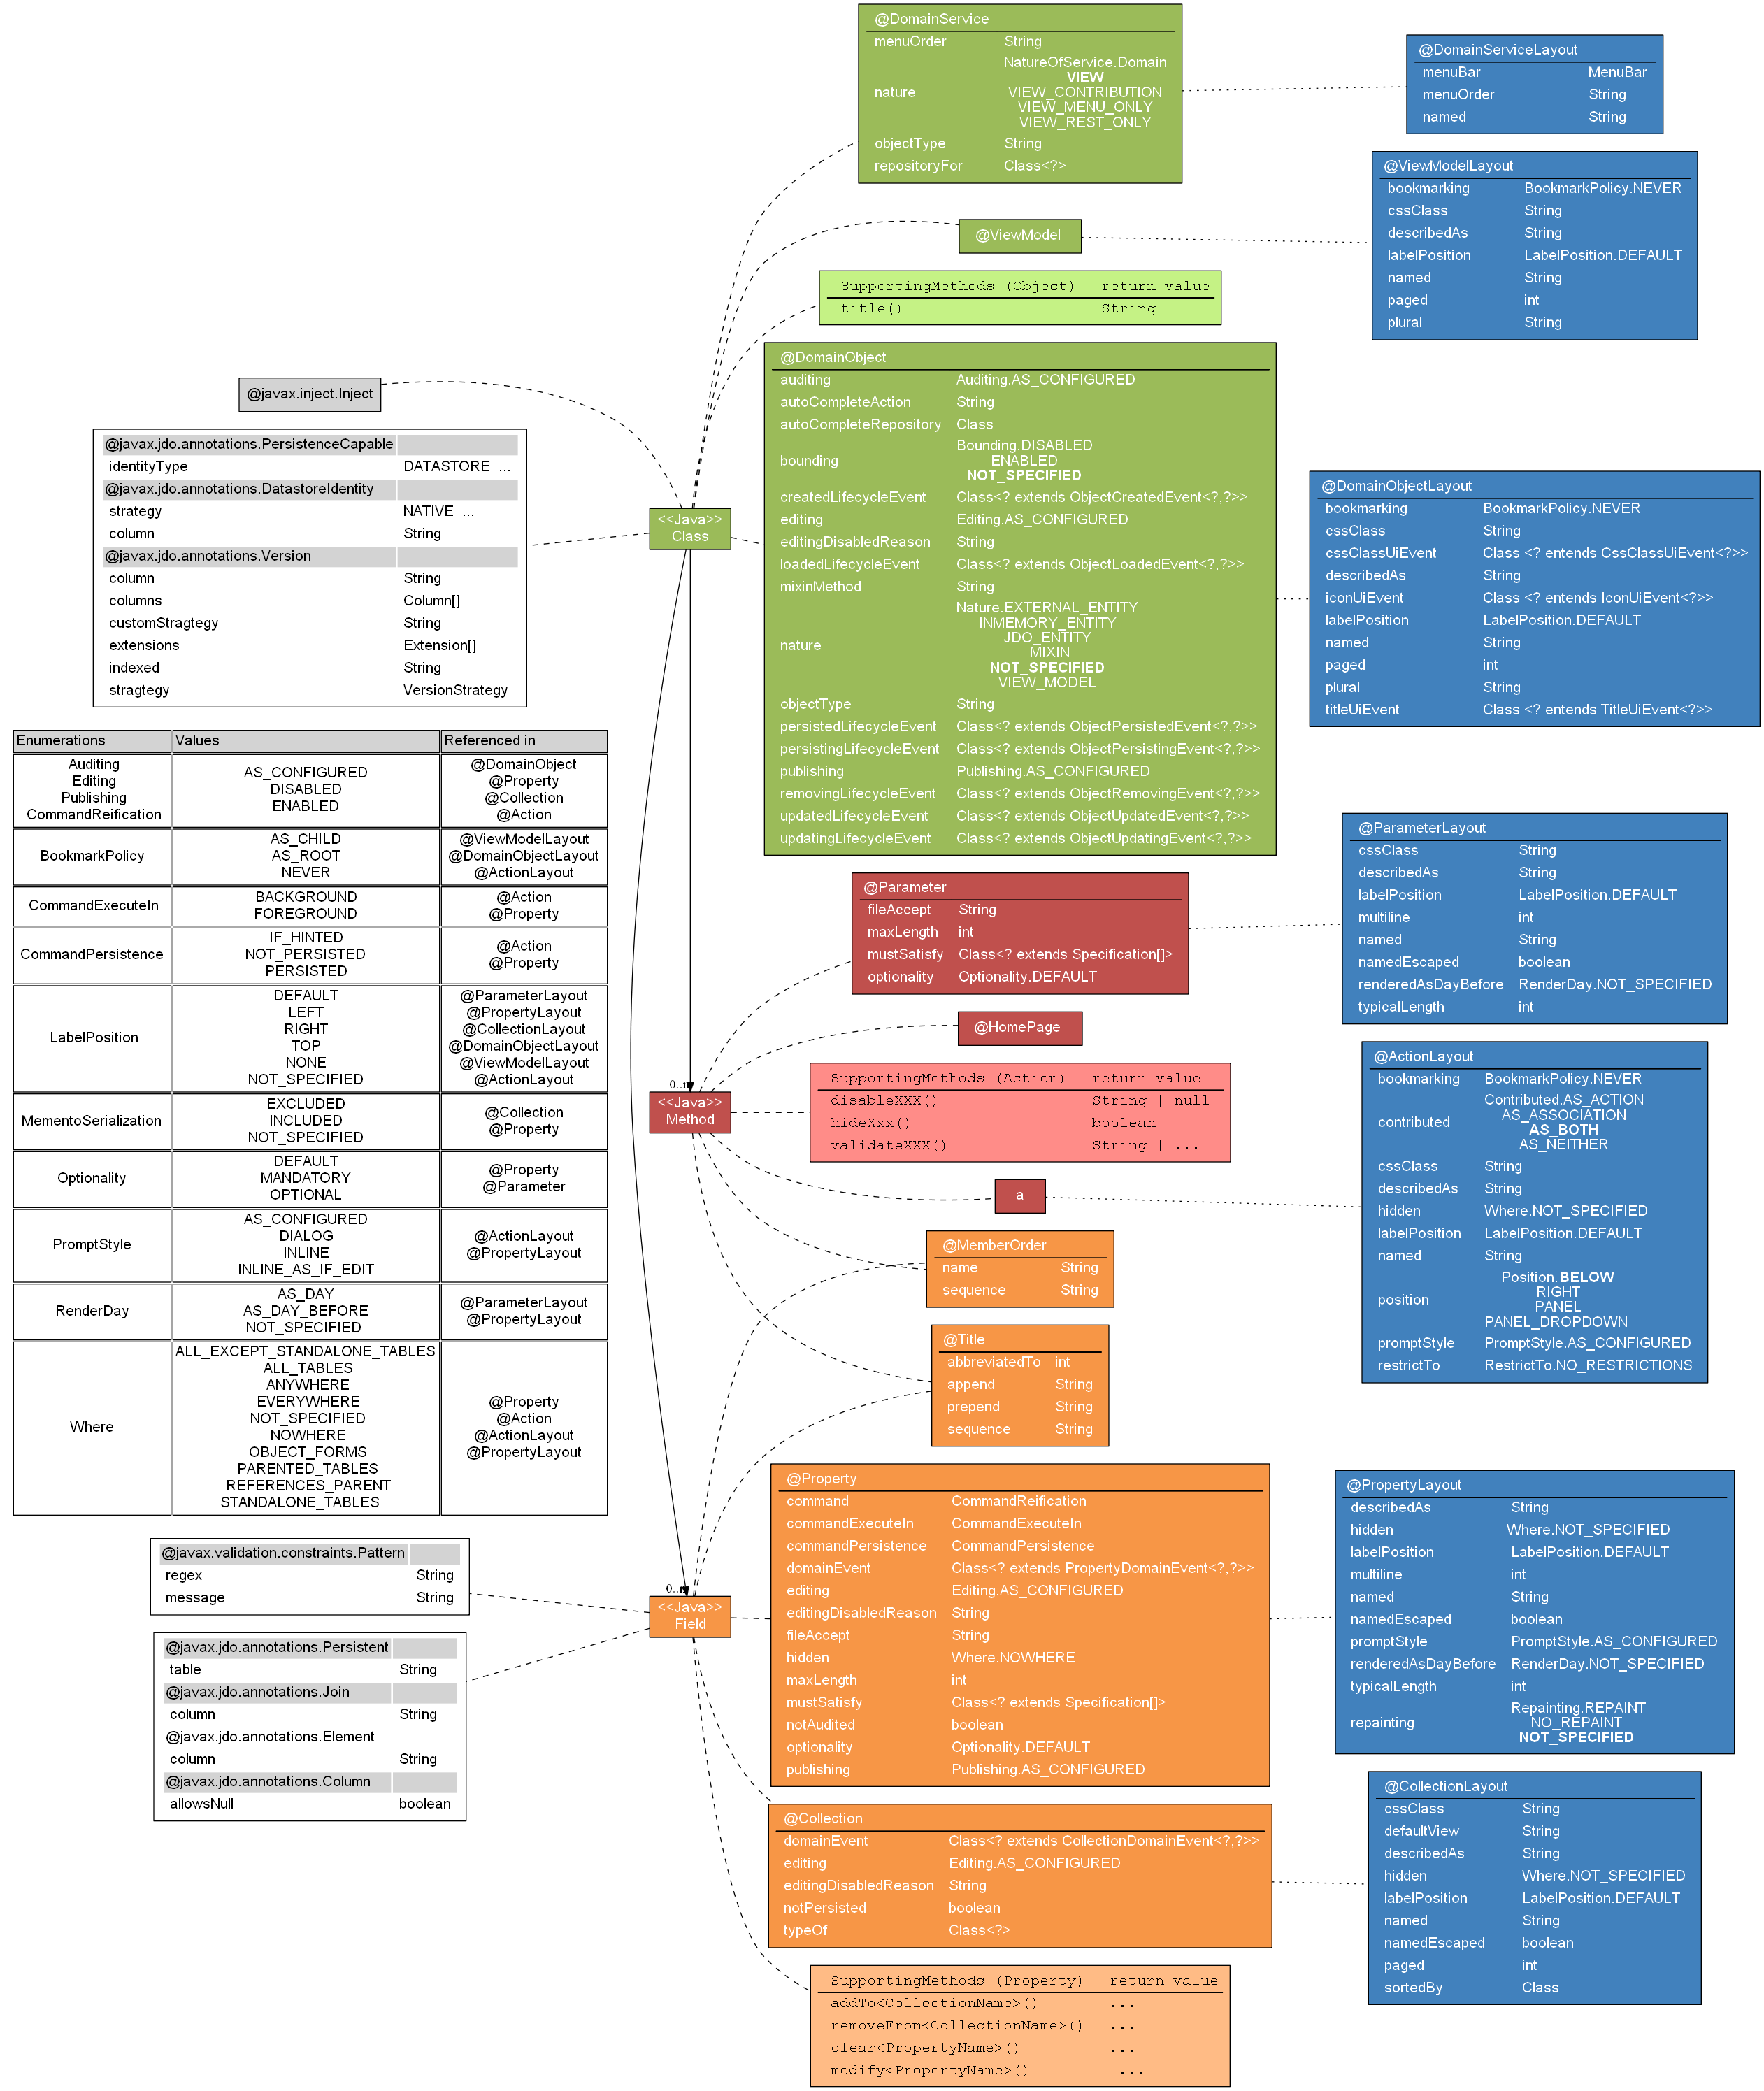 @DomainService
menuOrder String
nature NatureOfService.Domain
VIEW
VIEW_CONTRIBUTION
VIEW_MENU_ONLY
VIEW_REST_ONLY
objectType String
repositoryFor Class<?>
@DomainServiceLayout
menuBar MenuBar
menuOrder String
named String
@ViewModelLayout
bookmarking BookmarkPolicy.NEVER
cssClass String
describedAs String
labelPosition LabelPosition.DEFAULT
named String
paged int
plural String
@ViewModel
SupportingMethods (Object) return value
title() String
@javax.inject.Inject
@javax.jdo.annotations.PersistenceCapable
identityType DATASTORE ...
@javax.jdo.annotations.DatastoreIdentity
strategy NATIVE ...
column String
@javax.jdo.annotations.Version
column String
columns Column[]
customStragtegy String
extensions Extension[]
indexed String
stragtegy VersionStrategy
<<Java>>
Class
@DomainObject
auditing Auditing.AS_CONFIGURED
autoCompleteAction String
autoCompleteRepository Class
bounding Bounding.DISABLED
ENABLED
NOT_SPECIFIED
createdLifecycleEvent Class<? extends ObjectCreatedEvent<?,?>>
editing Editing.AS_CONFIGURED
editingDisabledReason String
loadedLifecycleEvent Class<? extends ObjectLoadedEvent<?,?>>
mixinMethod String
nature Nature.EXTERNAL_ENTITY
INMEMORY_ENTITY
JDO_ENTITY
MIXIN
NOT_SPECIFIED
VIEW_MODEL
objectType String
persistedLifecycleEvent Class<? extends ObjectPersistedEvent<?,?>>
persistingLifecycleEvent Class<? extends ObjectPersistingEvent<?,?>>
publishing Publishing.AS_CONFIGURED
removingLifecycleEvent Class<? extends ObjectRemovingEvent<?,?>>
updatedLifecycleEvent Class<? extends ObjectUpdatedEvent<?,?>>
updatingLifecycleEvent Class<? extends ObjectUpdatingEvent<?,?>>
@DomainObjectLayout
bookmarking BookmarkPolicy.NEVER
cssClass String
cssClassUiEvent Class <? entends CssClassUiEvent<?>>
describedAs String
iconUiEvent Class <? entends IconUiEvent<?>>
labelPosition LabelPosition.DEFAULT
named String
paged int
plural String
titleUiEvent Class <? entends TitleUiEvent<?>>
Enumerations Values Referenced in
Auditing
Editing
Publishing
CommandReification
AS_CONFIGURED
DISABLED
ENABLED
@DomainObject
@Property
@Collection
@Action
BookmarkPolicy
AS_CHILD
AS_ROOT
NEVER
@ViewModelLayout
@DomainObjectLayout
@ActionLayout
CommandExecuteIn
BACKGROUND
FOREGROUND
@Action
@Property
CommandPersistence
IF_HINTED
NOT_PERSISTED
PERSISTED
@Action
@Property
LabelPosition
DEFAULT
LEFT
RIGHT
TOP
NONE
NOT_SPECIFIED
@ParameterLayout
@PropertyLayout
@CollectionLayout
@DomainObjectLayout
@ViewModelLayout
@ActionLayout
MementoSerialization
EXCLUDED
INCLUDED
NOT_SPECIFIED
@Collection
@Property
Optionality
DEFAULT
MANDATORY
OPTIONAL
@Property
@Parameter
PromptStyle
AS_CONFIGURED
DIALOG
INLINE
INLINE_AS_IF_EDIT
@ActionLayout
@PropertyLayout
RenderDay
AS_DAY
AS_DAY_BEFORE
NOT_SPECIFIED
@ParameterLayout
@PropertyLayout
Where
ALL_EXCEPT_STANDALONE_TABLES
ALL_TABLES
ANYWHERE
EVERYWHERE
NOT_SPECIFIED
NOWHERE
OBJECT_FORMS
PARENTED_TABLES
REFERENCES_PARENT
STANDALONE_TABLES
@Property
@Action
@ActionLayout
@PropertyLayout
@Parameter
fileAccept String
maxLength int
mustSatisfy Class<? extends Specification[]>
optionality Optionality.DEFAULT
@ParameterLayout
cssClass String
describedAs String
labelPosition LabelPosition.DEFAULT
multiline int
named String
namedEscaped boolean
renderedAsDayBefore RenderDay.NOT_SPECIFIED
typicalLength int
@HomePage
0..n
<<Java>>
Method
SupportingMethods (Action) return value
disableXXX() String | null
hideXxx() boolean
validateXXX() String | ...
a
@ActionLayout
bookmarking BookmarkPolicy.NEVER
contributed Contributed.AS_ACTION
AS_ASSOCIATION
AS_BOTH
AS_NEITHER
cssClass String
describedAs String
hidden Where.NOT_SPECIFIED
labelPosition LabelPosition.DEFAULT
named String
position Position.BELOW
RIGHT
PANEL
PANEL_DROPDOWN
promptStyle PromptStyle.AS_CONFIGURED
restrictTo RestrictTo.NO_RESTRICTIONS
@MemberOrder
name String
sequence String
@Title
abbreviatedTo int
append String
prepend String
sequence String
@javax.validation.constraints.Pattern
regex String
message String
@javax.jdo.annotations.Persistent
table String
@javax.jdo.annotations.Join
column String
@javax.jdo.annotations.Element
column String
@javax.jdo.annotations.Column
allowsNull boolean
0..n
<<Java>>
Field
@Property
command CommandReification
commandExecuteIn CommandExecuteIn
commandPersistence CommandPersistence
domainEvent Class<? extends PropertyDomainEvent<?,?>>
editing Editing.AS_CONFIGURED
editingDisabledReason String
fileAccept String
hidden Where.NOWHERE
maxLength int
mustSatisfy Class<? extends Specification[]>
notAudited boolean
optionality Optionality.DEFAULT
publishing Publishing.AS_CONFIGURED
@PropertyLayout
describedAs String
hidden Where.NOT_SPECIFIED
labelPosition LabelPosition.DEFAULT
multiline int
named String
namedEscaped boolean
promptStyle PromptStyle.AS_CONFIGURED
renderedAsDayBefore RenderDay.NOT_SPECIFIED
typicalLength int
repainting Repainting.REPAINT
NO_REPAINT
NOT_SPECIFIED
@Collection
domainEvent Class<? extends CollectionDomainEvent<?,?>>
editing Editing.AS_CONFIGURED
editingDisabledReason String
notPersisted boolean
typeOf Class<?>
@CollectionLayout
cssClass String
defaultView String
describedAs String
hidden Where.NOT_SPECIFIED
labelPosition LabelPosition.DEFAULT
named String
namedEscaped boolean
paged int
sortedBy Class
SupportingMethods (Property) return value
addTo<CollectionName>() ...
removeFrom<CollectionName>() ...
clear<PropertyName>() ...
modify<PropertyName>() ...